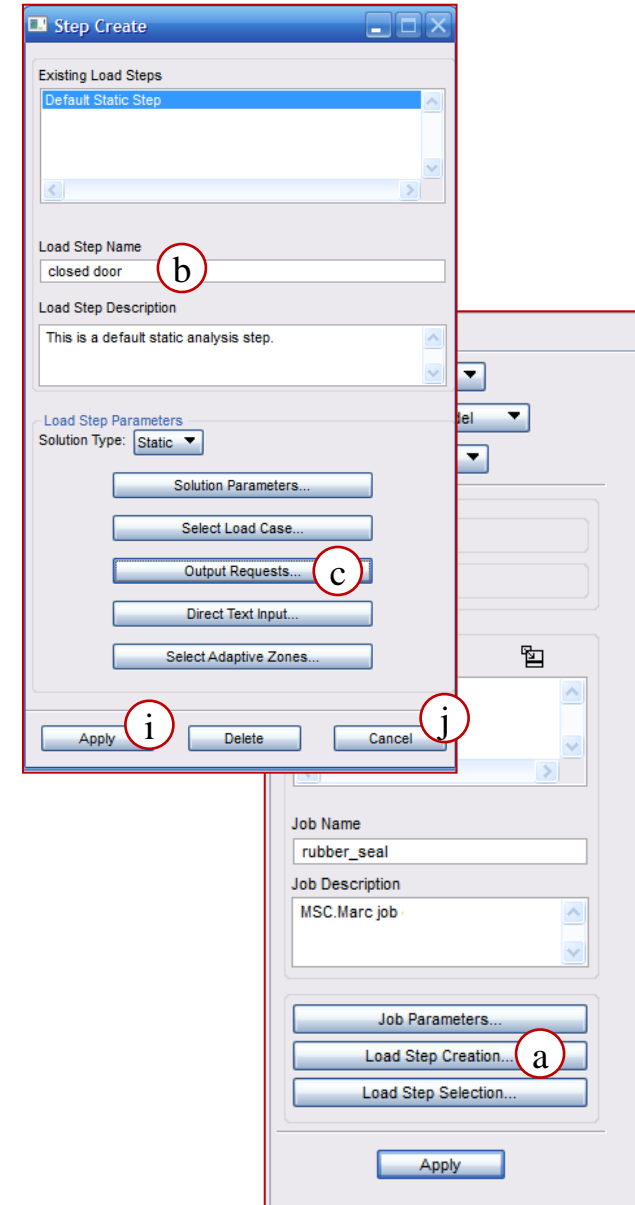 Step Create
Existing Load Steps
Default Static Step
Load Step Name
closed door
b
Load Step Description
This is a default static analysis step.
Load Step Parameters
Solution Type: Static
Solution Parameters...
Select Load Case...
Output Requests...
c
Direct Text Input...
Select Adaptive Zones...
Apply
i
Delete
Cancel
j
del
Job Name
rubber_seal
Job Description
MSC.Marc job
Job Parameters...
Load Step Creation...
a
Load Step Selection...
Apply